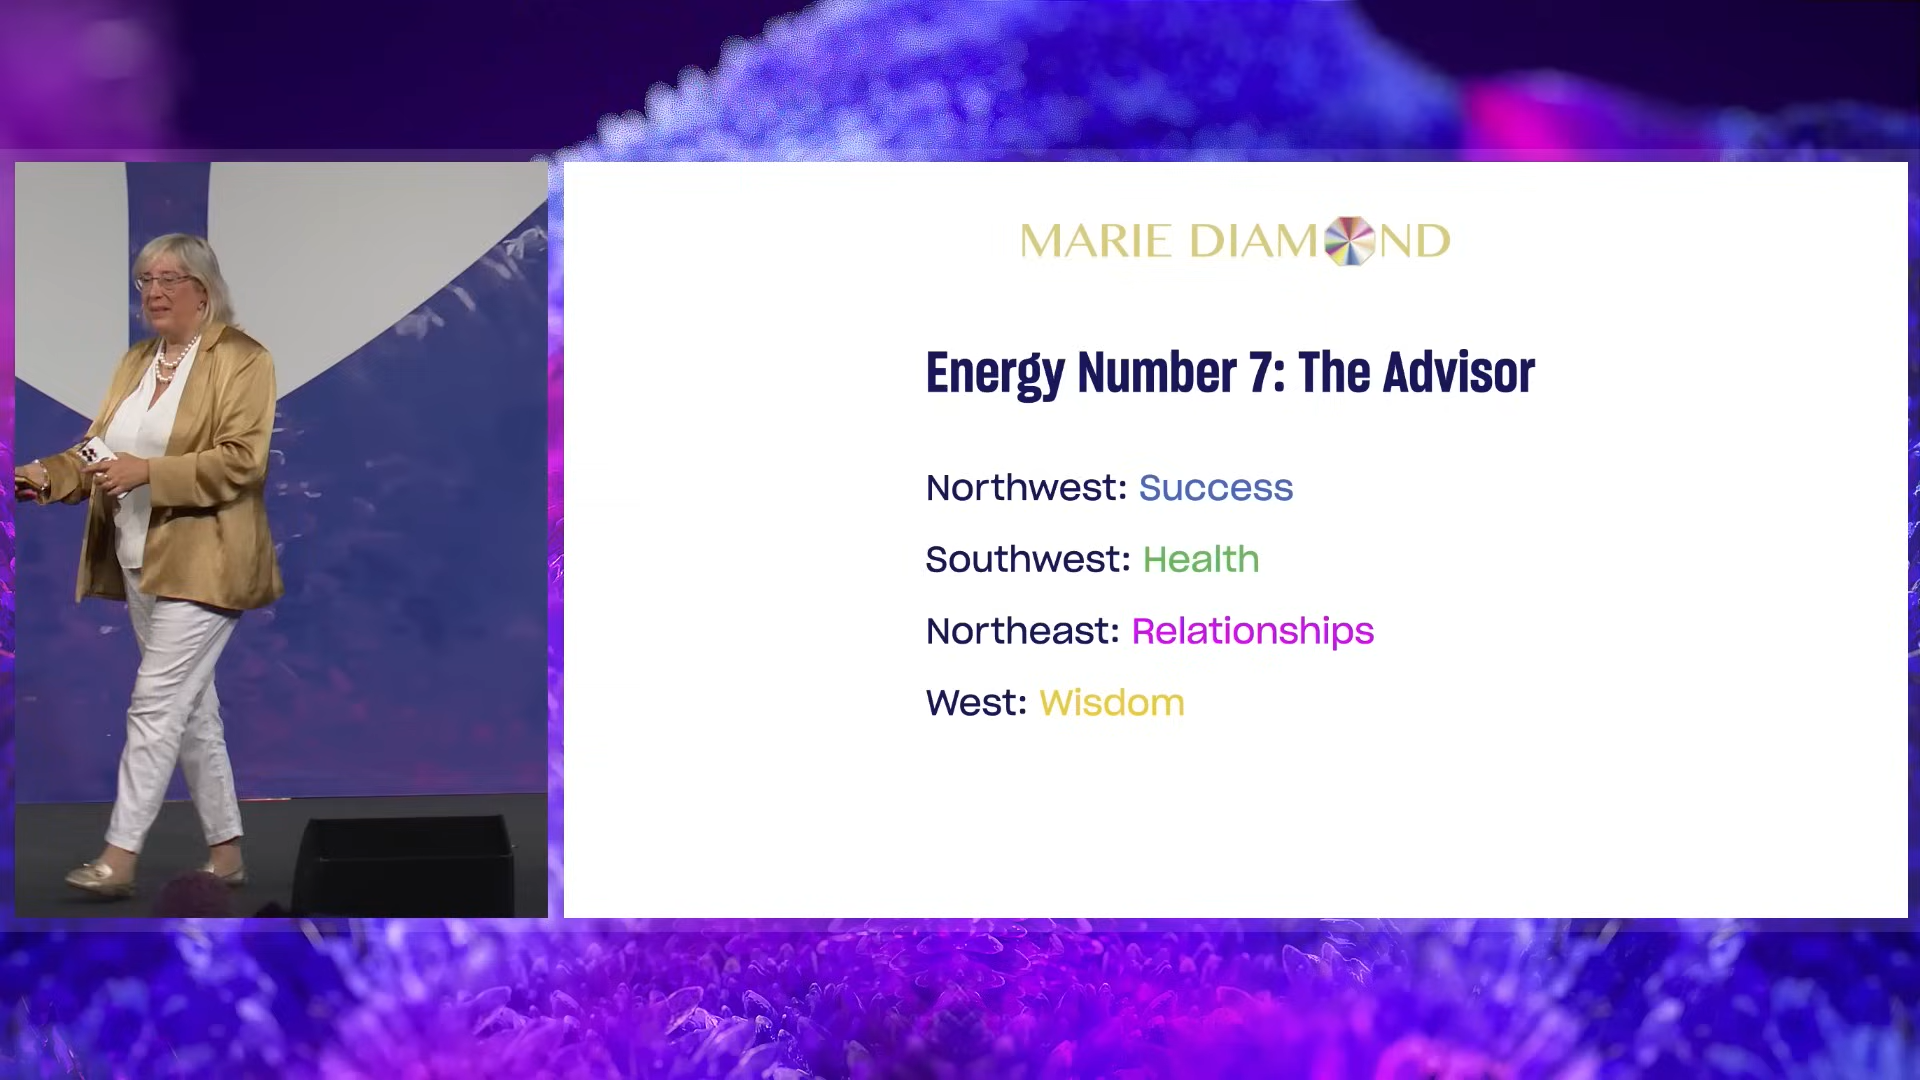 MARIE DIAMOND
Energy Number 7: The Advisor
Northwest: Success
Southwest: Health
Northeast: Relationships
West: Wisdom